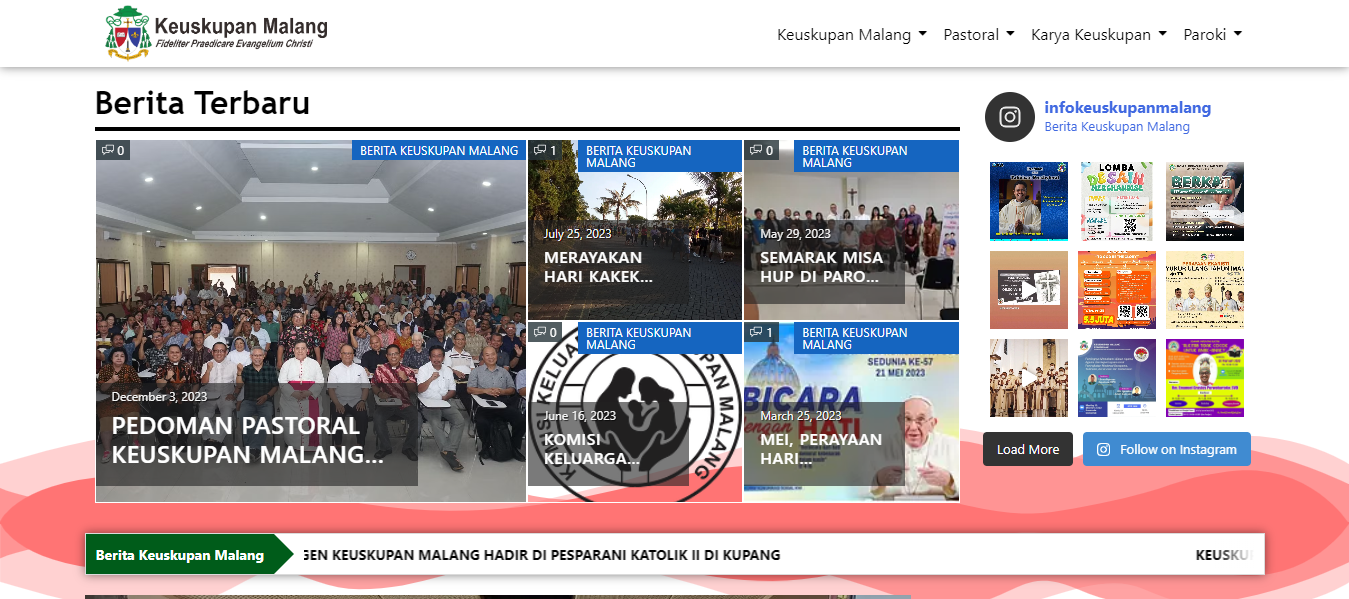 Keuskupan Malang
Fideliter Praedicare Evangelium Christi
Keuskupan Malang
Pastoral
Karya Keuskupan
Paroki
Berita Terbaru
0
BERITA KEUSKUPAN MALANG
December 3, 2023
PEDOMAN PASTORAL
KEUSKUPAN MALANG...
1
BERITA KEUSKUPAN
MALANG
July 25, 2023
MERAYAKAN
HARI KAKEK...
0
BERITA KEUSKUPAN
MALANG
May 29, 2023
SEMARAK MISA
HUP DI PARO...
0
BERITA KEUSKUPAN
MALANG
June 16, 2023
KOMISI
KELUARGA...
1
BERITA KEUSKUPAN
MALANG
SEDUNIA KE-57
21 MEI 2023
BICARA
HATI
March 25, 2023
MEI, PERAYAAN
HARI...
infokeuskupanmalang
Berita Keuskupan Malang
LOMBA
DESAIN
MERCHANDISE
BERKAT
5.5 JUTA
Load More
Follow on Instagram
Berita Keuskupan Malang
GEN KEUSKUPAN MALANG HADIR DI PESPARANI KATOLIK II DI KUPANG
KEUSKU